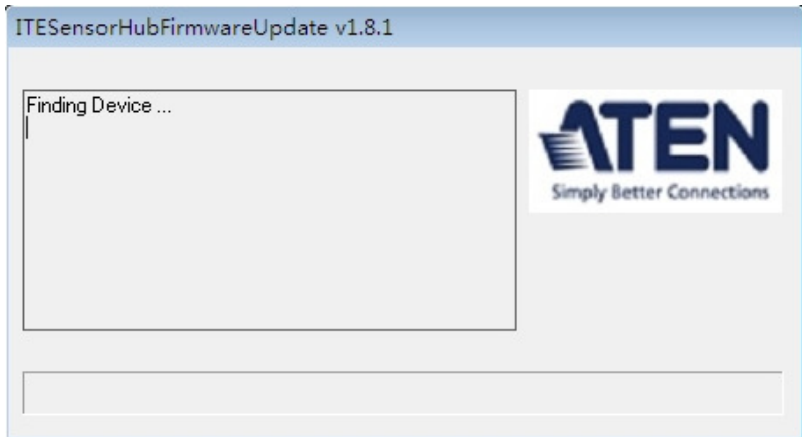 ITESensorHubFirmwareUpdate v1.8.1
Finding Device ...
ATEN
Simply Better Connections